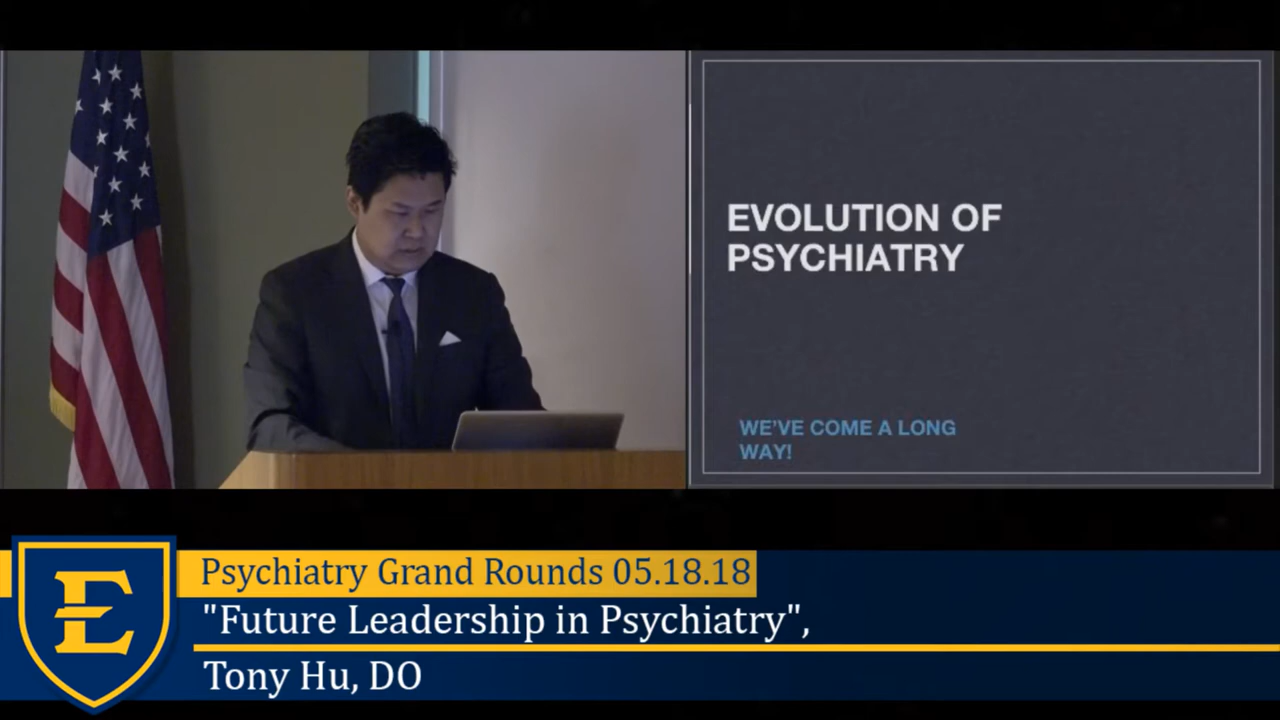 EVOLUTION OF
PSYCHIATRY
WE'VE COME A LONG
WAY!
E
Psychiatry Grand Rounds 05.18.18
"Future Leadership in Psychiatry",
Tony Hu, DO